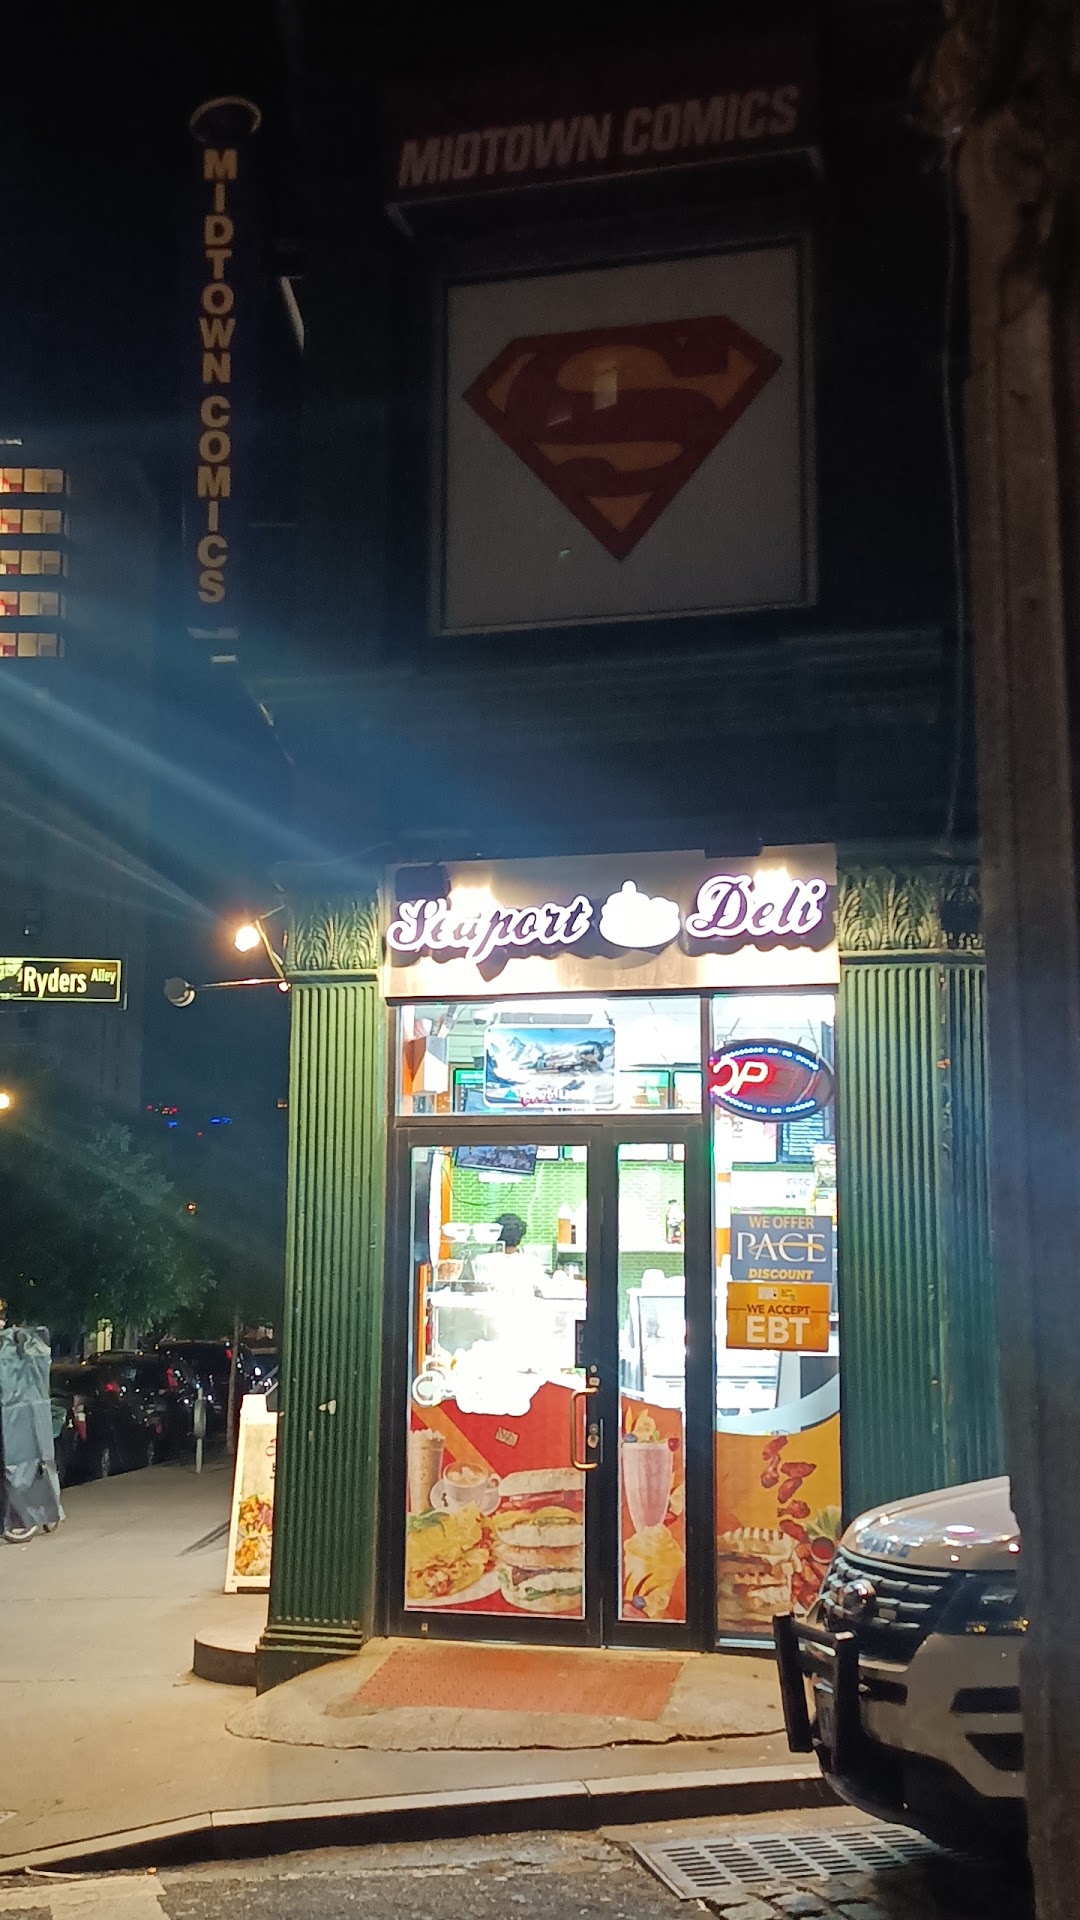 MIDTOWN COMICS
MIDTOWN COMICS
S
Seaport Deli
Ryders Alley
OP
WE OFFER
PACE
DISCOUNT
WE ACCEPT
EBT